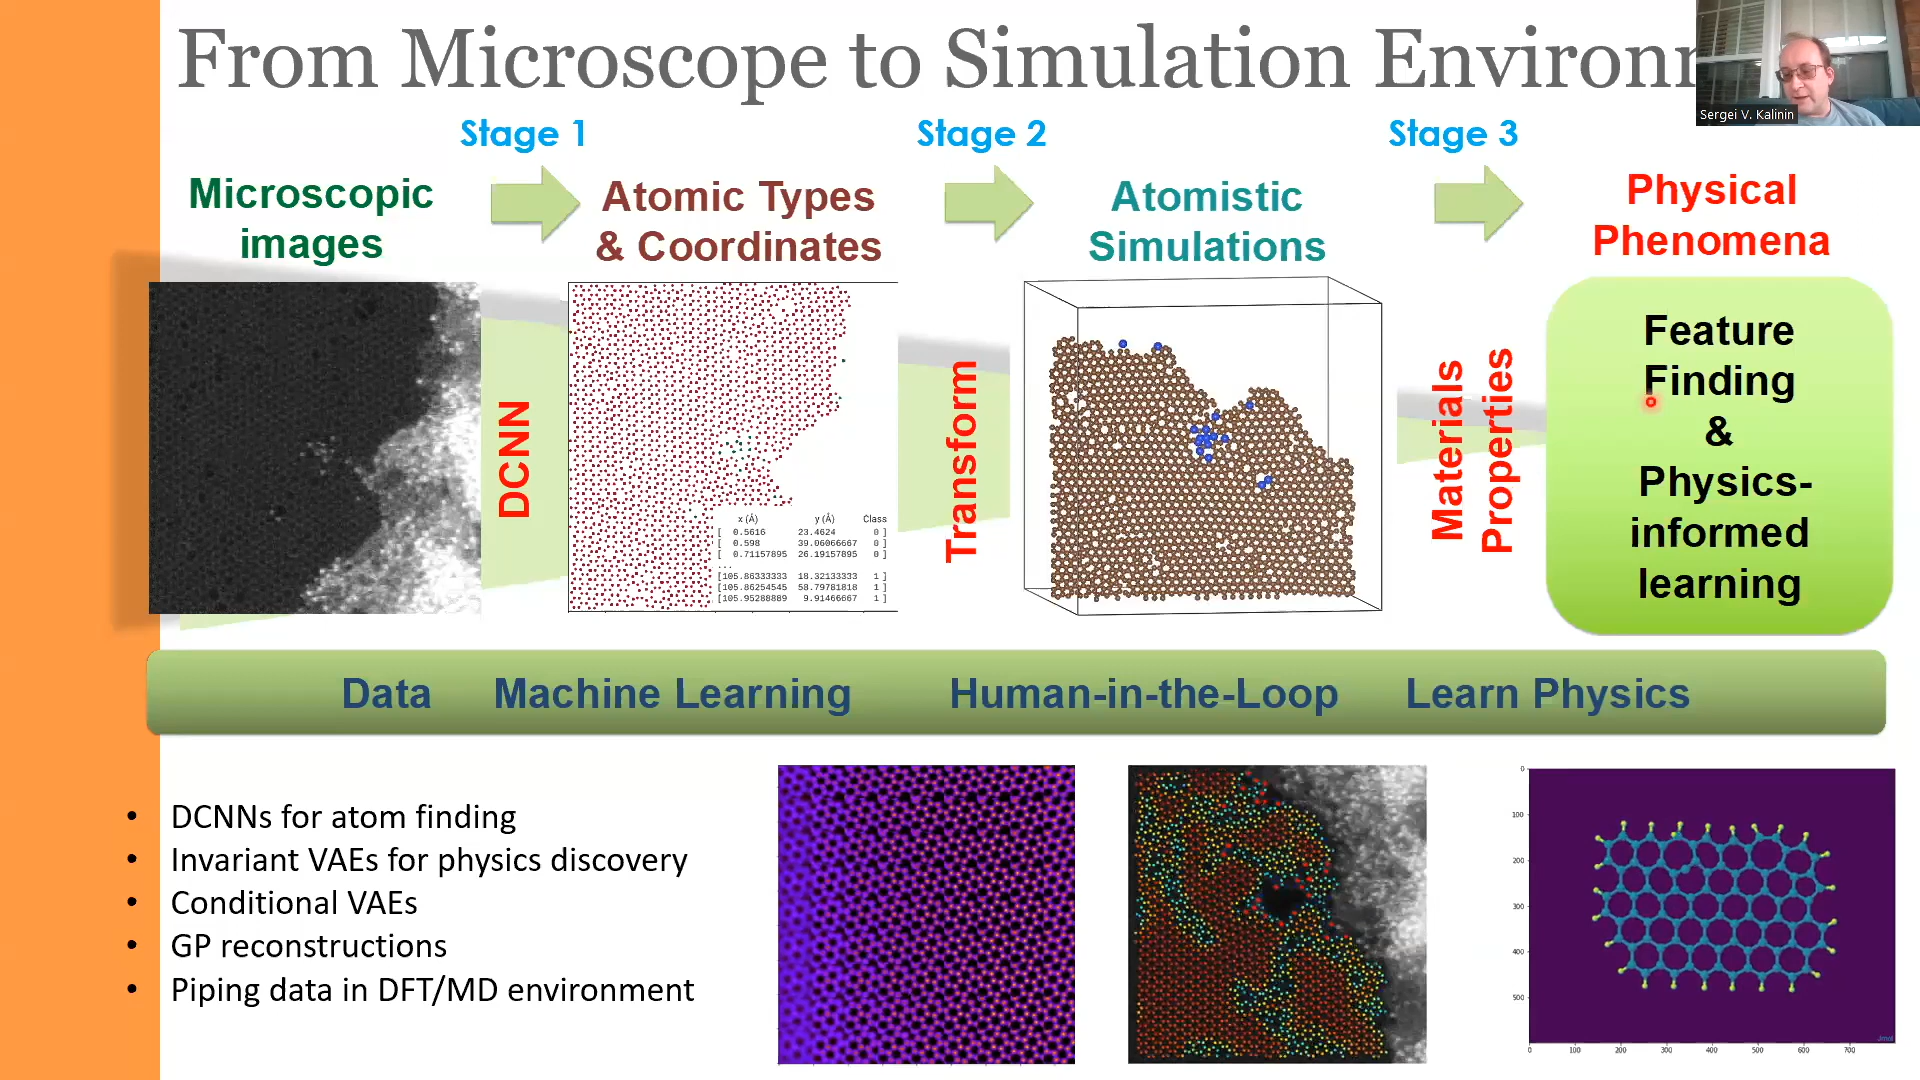 From Microscope to Simulation Environ
Sergei V. Kalinin
Stage 1
Stage 2
Stage 3
Microscopic
images
Atomic Types
& Coordinates
Atomistic
Simulations
Physical
Phenomena
DCNN
x (Å) y (Å) Class
[ 0.5616 23.4624 0 ]
[ 0.598 39.06066667 0 ]
[ 0.71157895 26.19157895 0 ]
...
[105.86333333 18.32133333 1 ]
[105.86254545 58.79781818 1 ]
[105.95288889 9.91466667 1 ]
Transform
Materials
Properties
Feature
Finding
&
Physics-
informed
learning
Data Machine Learning Human-in-the-Loop Learn Physics
• DCNNs for atom finding
• Invariant VAEs for physics discovery
• Conditional VAEs
• GP reconstructions
• Piping data in DFT/MD environment
0
100
200
300
400
500
0 100 200 300 400 500 600 700
Jmol